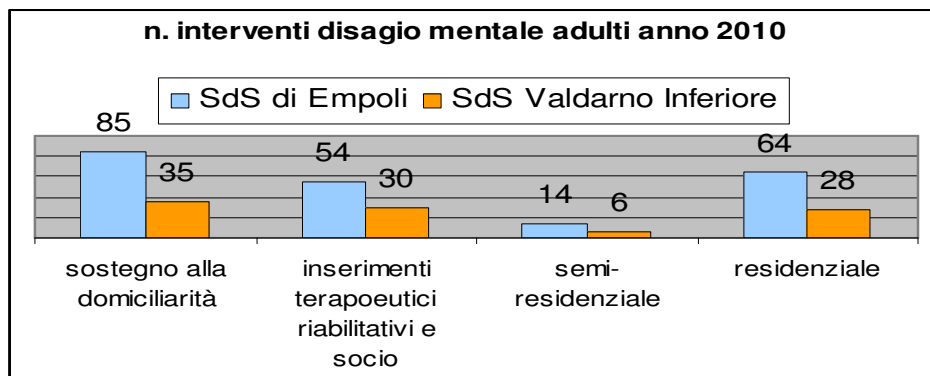 n. interventi disagio mentale adulti anno 2010
SdS di Empoli SdS Valdarno Inferiore
85
35
54
30
14
6
64
28
sostegno alla
domiciliarità
inserimenti
terapoeutici
riabilitativi e
socio
semi-
residenziale
residenziale